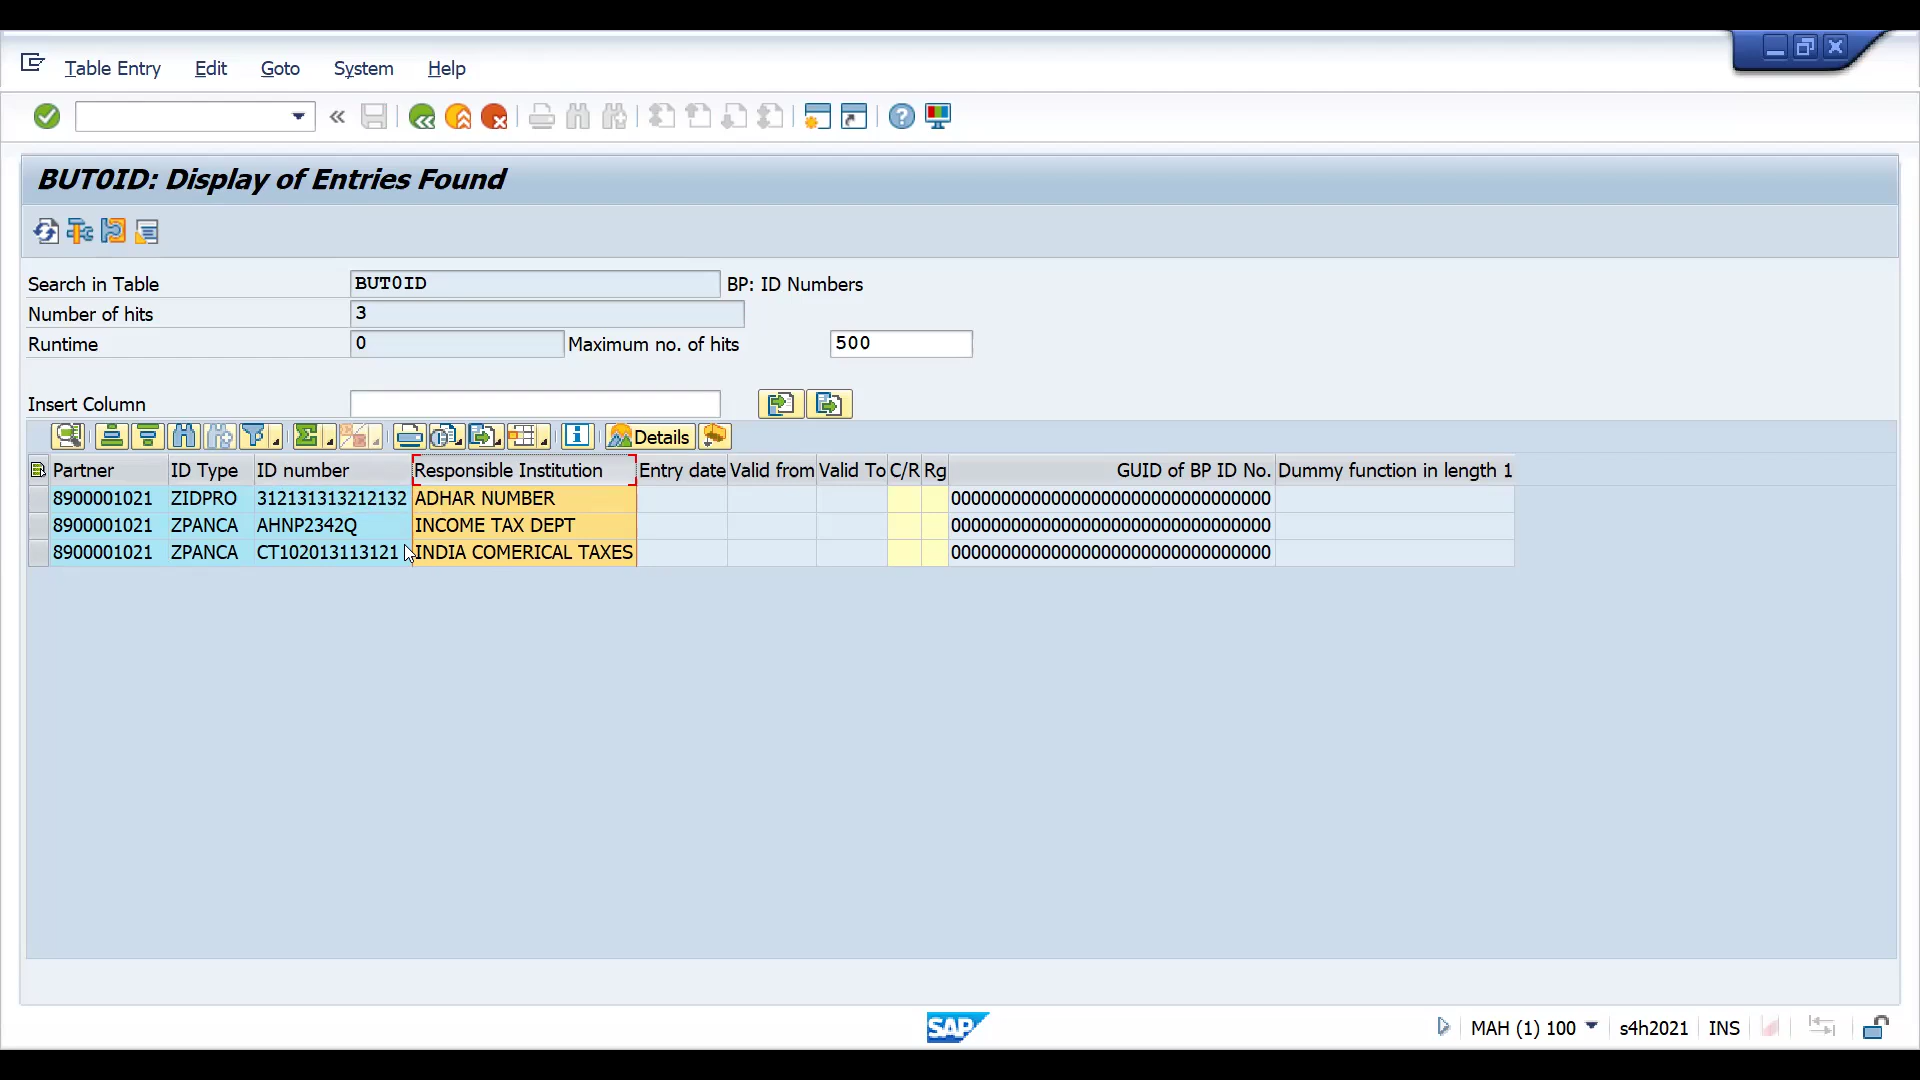 Table Entry Edit Goto System Help
BUT0ID: Display of Entries Found
Search in Table BUT0ID BP: ID Numbers
Number of hits 3
Runtime 0 Maximum no. of hits 500
Insert Column
Details
Partner ID Type ID number Responsible Institution Entry date Valid from Valid To C/R Rg GUID of BP ID No. Dummy function in length 1
8900001021 ZIDPRO 312131313212132 ADHAR NUMBER 00000000000000000000000000000000
8900001021 ZPANCA AHNP2342Q INCOME TAX DEPT 00000000000000000000000000000000
8900001021 ZPANCA CT102013113121 INDIA COMERICAL TAXES 00000000000000000000000000000000
SAP MAH (1) 100 s4h2021 INS